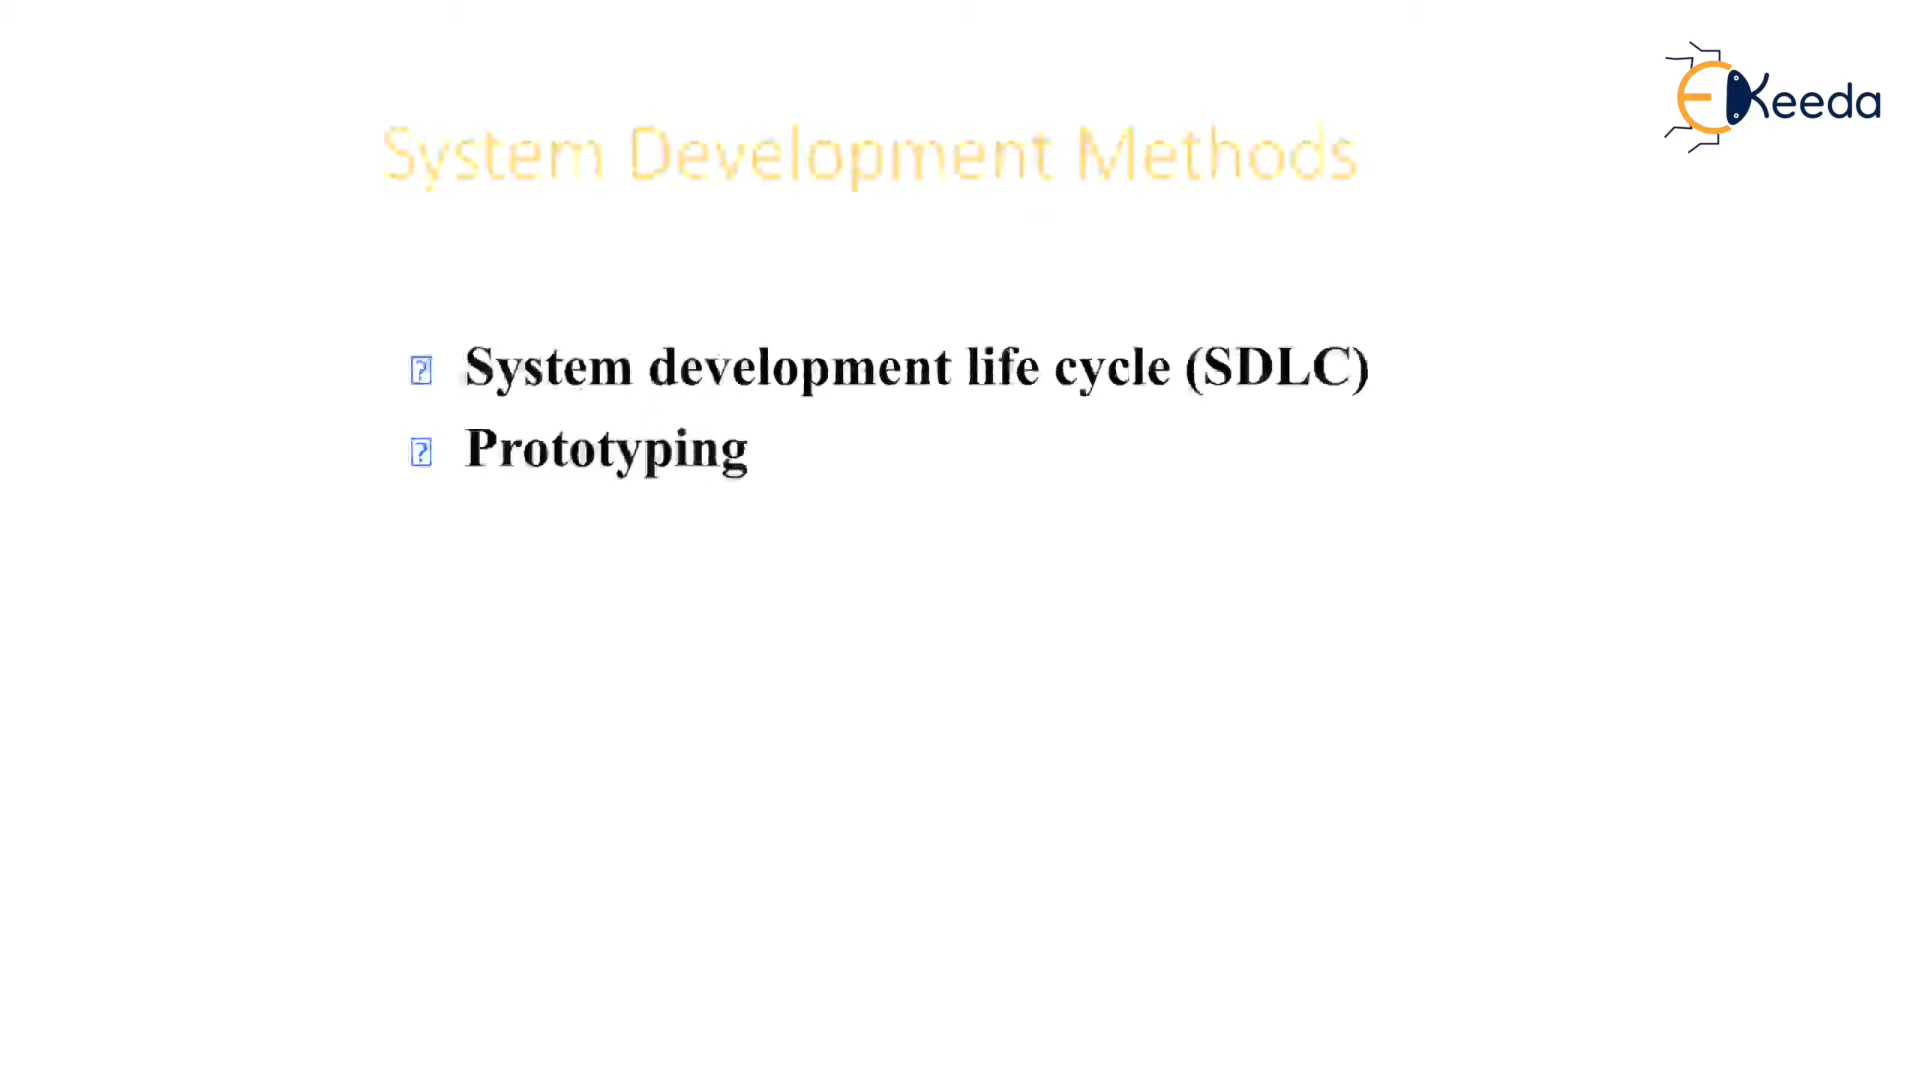 EKeeda
System Development Methods
System development life cycle (SDLC)
Prototyping